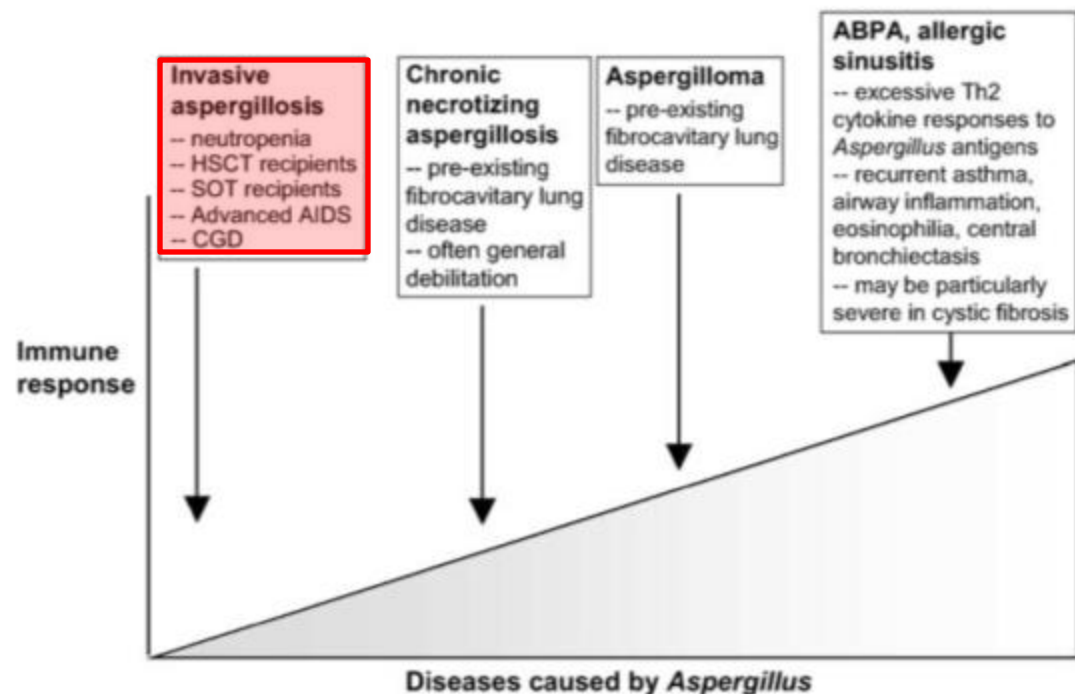 Invasive
aspergillosis
-- neutropenia
-- HSCT recipients
-- SOT recipients
-- Advanced AIDS
-- CGD
Chronic
necrotizing
aspergillosis
-- pre-existing
fibrocavitary lung
disease
-- often general
debilitation
Aspergilloma
-- pre-existing
fibrocavitary lung
disease
ABPA, allergic
sinusitis
-- excessive Th2
cytokine responses to
Aspergillus antigens
-- recurrent asthma,
airway inflammation,
eosinophilia, central
bronchiectasis
-- may be particularly
severe in cystic fibrosis
Immune
response
Diseases caused by Aspergillus